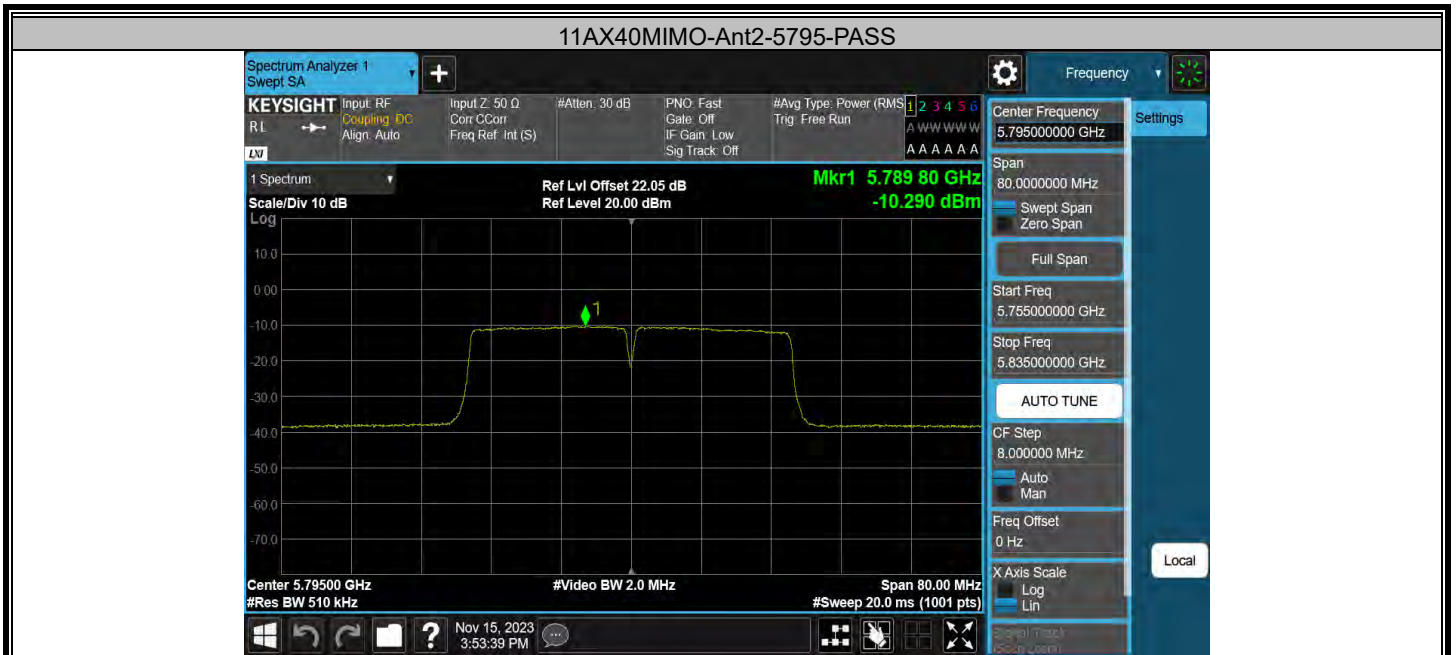 11AX40MIMO-Ant2-5795-PASS
Spectrum Analyzer 1
Swept SA
+
Frequency
KEYSIGHT
RL
LXI
Input: RF
Coupling: DC
Align: Auto
Input Z: 50 Ω
Corr CCorr
Freq Ref: Int (S)
#Atten: 30 dB
PNO: Fast
Gate: Off
IF Gain: Low
Sig Track: Off
#Avg Type: Power (RMS
Trig: Free Run
1 2 3 4 5 6
A W W W W W
A A A A A A
1 Spectrum
Scale/Div 10 dB
Log
Ref Lvl Offset 22.05 dB
Ref Level 20.00 dBm
Mkr1 5.789 80 GHz
-10.290 dBm
10.0
0.00
-10.0
-20.0
-30.0
-40.0
-50.0
-60.0
-70.0
1
Center 5.79500 GHz
#Res BW 510 kHz
#Video BW 2.0 MHz
Span 80.00 MHz
#Sweep 20.0 ms (1001 pts)
Nov 15, 2023
3:53:39 PM
?
Center Frequency
5.795000000 GHz
Settings
Span
80.0000000 MHz
Swept Span
Zero Span
Full Span
Start Freq
5.755000000 GHz
Stop Freq
5.835000000 GHz
AUTO TUNE
CF Step
8.000000 MHz
Auto
Man
Freq Offset
0 Hz
X Axis Scale
Log
Lin
Local